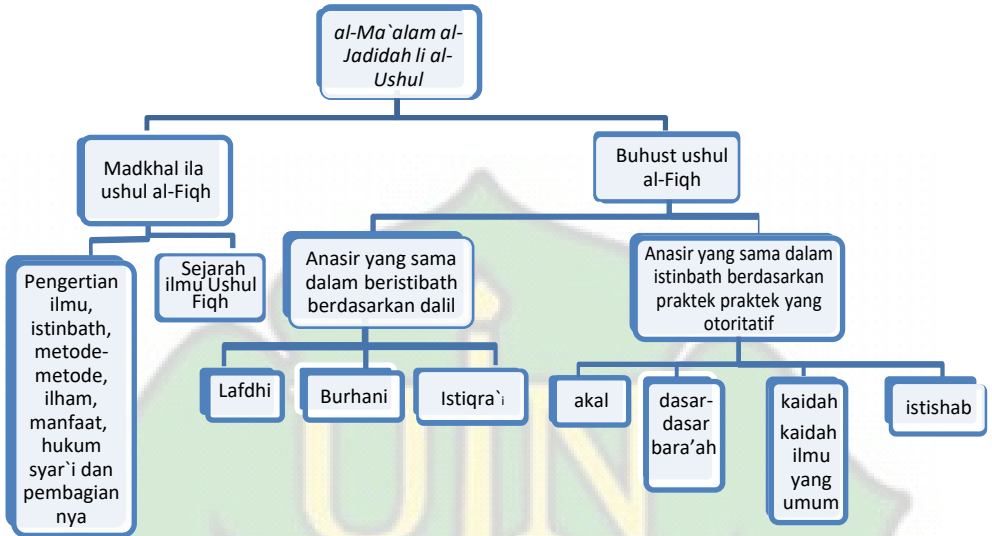 al-Ma`alam al-
Jadidah li al-
Ushul
Madkhal ila
ushul al-Fiqh
Buhust ushul
al-Fiqh
Pengertian
ilmu,
istinbath,
metode-
metode,
ilham,
manfaat,
hukum
syar`i dan
pembagian
nya
Sejarah
ilmu Ushul
Fiqh
Anasir yang sama
dalam beristibath
berdasarkan dalil
Anasir yang sama dalam
istinbath berdasarkan
praktek praktek yang
otoritatif
Lafdhi
Burhani
Istiqra`i
akal
dasar-
dasar
bara’ah
kaidah
kaidah
ilmu
yang
umum
istishab
UIN